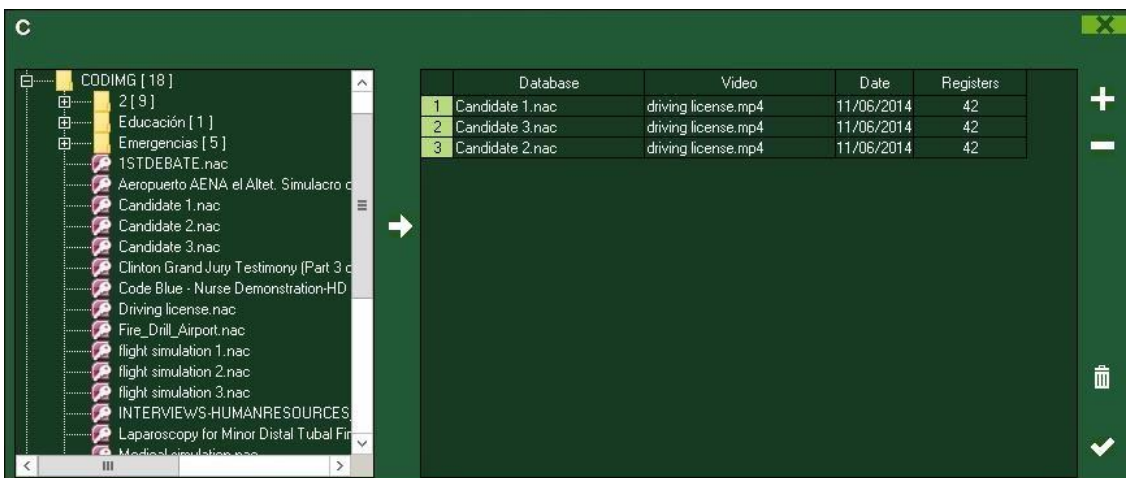 C
CODIMG [ 18 ]
2 [ 9 ]
Educación [ 1 ]
Emergencias [ 5 ]
1STDEBATE.nac
Aeropuerto AENA el Altet. Simulacro
Candidate 1.nac
Candidate 2.nac
Candidate 3.nac
Clinton Grand Jury Testimony (Part 3
Code Blue - Nurse Demonstration-HD
Driving license.nac
Fire_Drill_Airport.nac
flight simulation 1.nac
flight simulation 2.nac
flight simulation 3.nac
INTERVIEWS-HUMANRESOURCES_
Laparoscopy for Minor Distal Tubal
Medical simulation.nac
Database Video Date Registers
1 Candidate 1.nac driving license.mp4 11/06/2014 42
2 Candidate 3.nac driving license.mp4 11/06/2014 42
3 Candidate 2.nac driving license.mp4 11/06/2014 42